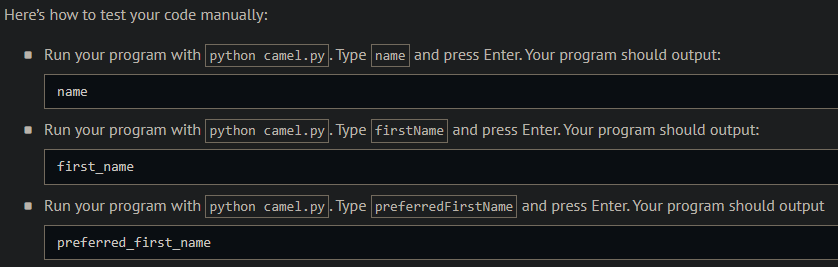 Here’s how to test your code manually:
Run your program with python camel.py. Type name and press Enter. Your program should output:
name
Run your program with python camel.py. Type firstName and press Enter. Your program should output:
first_name
Run your program with python camel.py. Type preferredFirstName and press Enter. Your program should output
preferred_first_name